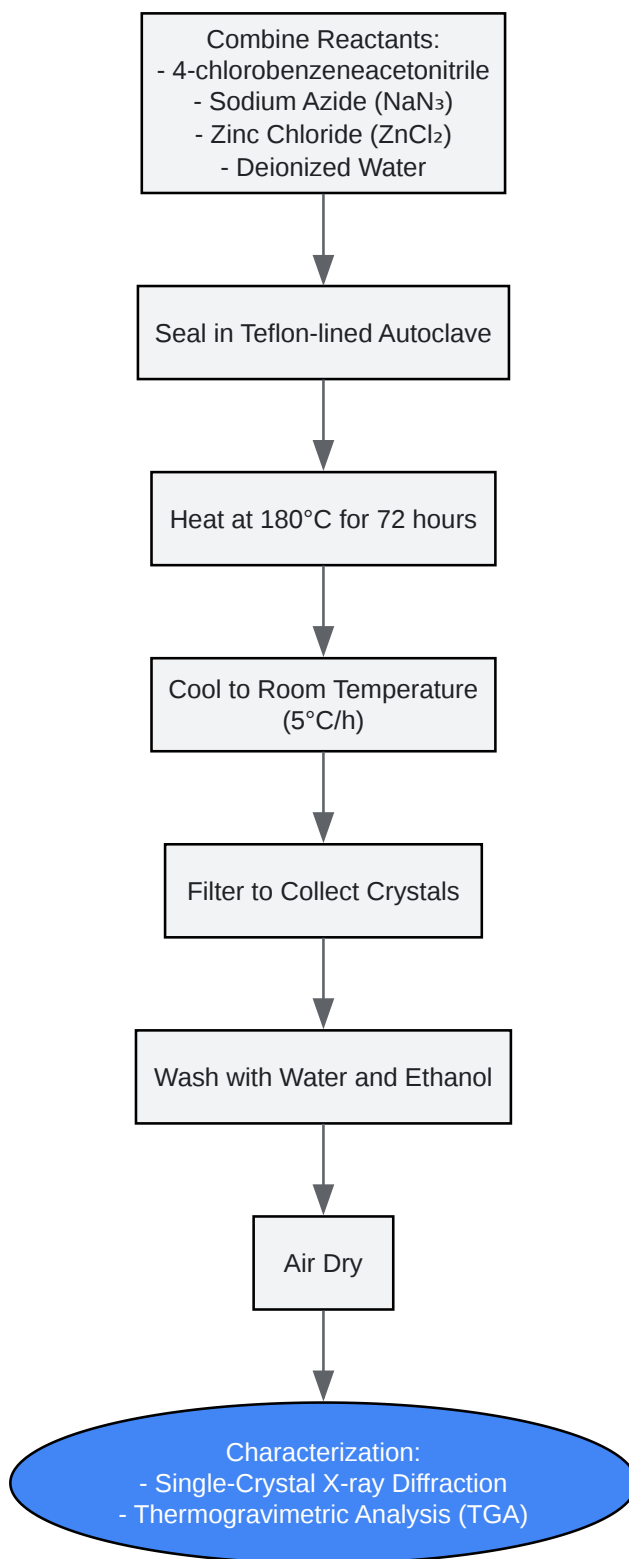 Combine Reactants:
- 4-chlorobenzeneacetonitrile
- Sodium Azide (NaN₃)
- Zinc Chloride (ZnCl₂)
- Deionized Water
Seal in Teflon-lined Autoclave
Heat at 180°C for 72 hours
Cool to Room Temperature
(5°C/h)
Filter to Collect Crystals
Wash with Water and Ethanol
Air Dry
Characterization:
- Single-Crystal X-ray Diffraction
- Thermogravimetric Analysis (TGA)